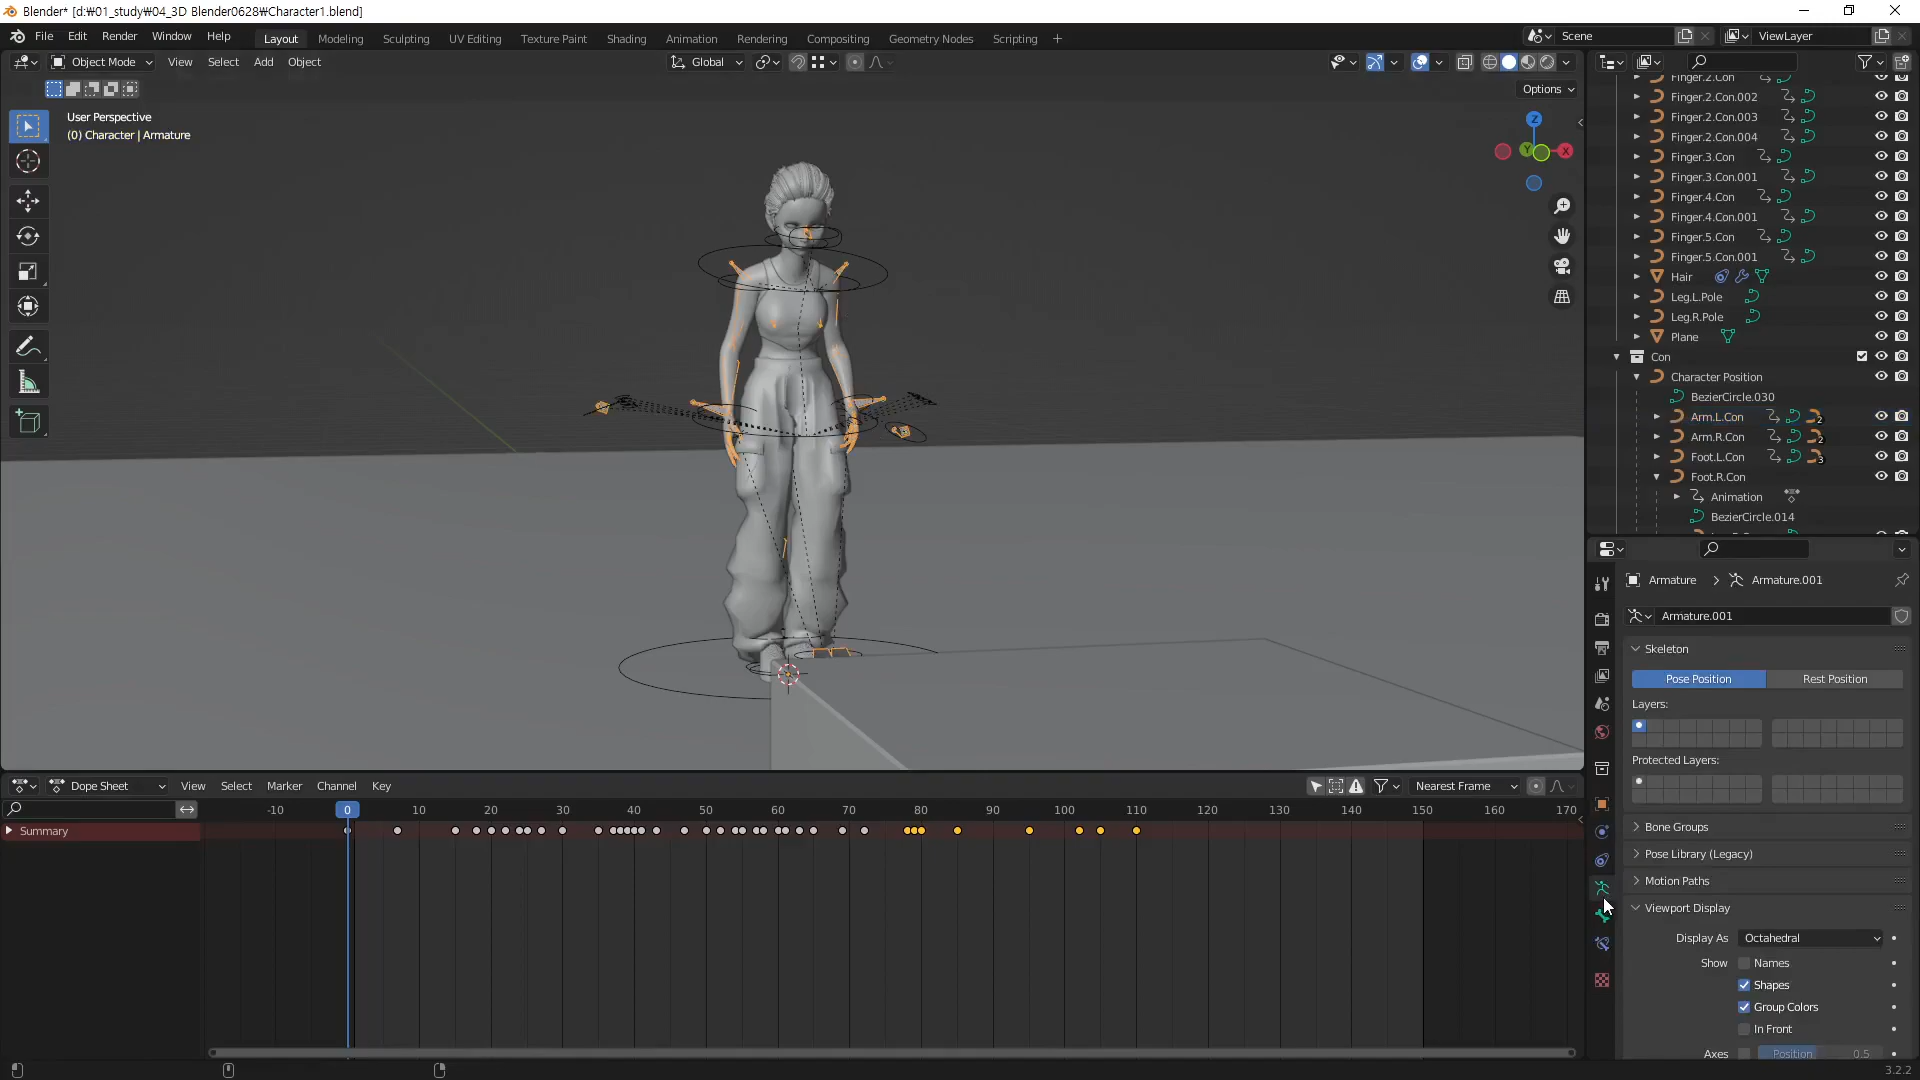 Blender* [d:₩01_study₩04_3D Blender0628₩Character1.blend]
File Edit Render Window Help Layout Modeling Sculpting UV Editing Texture Paint Shading Animation Rendering Compositing Geometry Nodes Scripting + Scene ViewLayer
Object Mode View Select Add Object Global
Options
User Perspective
(0) Character | Armature
Z
Y
X
Finger.2.Con
Finger.2.Con.002
Finger.2.Con.003
Finger.2.Con.004
Finger.3.Con
Finger.3.Con.001
Finger.4.Con
Finger.4.Con.001
Finger.5.Con
Finger.5.Con.001
Hair
Leg.L.Pole
Leg.R.Pole
Plane
Con
Character Position
BezierCircle.030
Arm.L.Con 2
Arm.R.Con 2
Foot.L.Con 3
Foot.R.Con
Animation
BezierCircle.014
Armature > Armature.001
Armature.001
Skeleton
Pose Position Rest Position
Layers:
Protected Layers:
Bone Groups
Pose Library (Legacy)
Motion Paths
Viewport Display
Display As Octahedral
Show Names
Shapes
Group Colors
In Front
Axes Position 0.5
Dope Sheet View Select Marker Channel Key Nearest Frame
-10 0 10 20 30 40 50 60 70 80 90 100 110 120 130 140 150 160 170
Summary
3.2.2